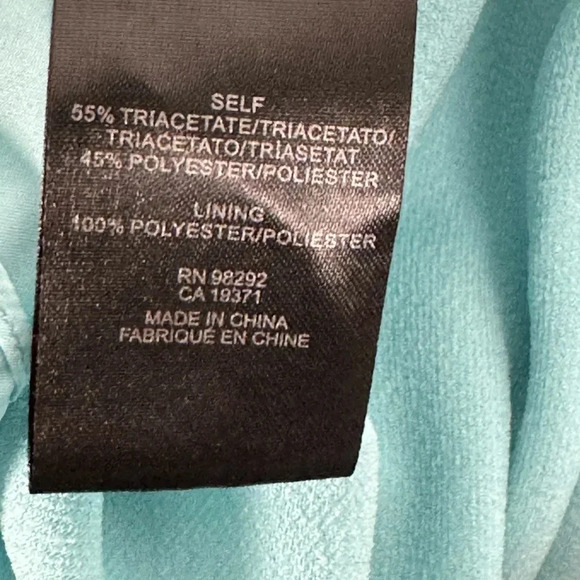 SELF
55% TRIACETATE/TRIACETATO/
TRIACETATO/TRIASETAT
45% POLYESTER/POLIESTER
LINING
100% POLYESTER/POLIESTER
RN 98292
CA 19371
MADE IN CHINA
FABRIQUÉ EN CHINE